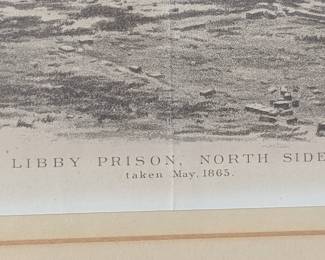 LIBBY PRISON, NORTH SIDE
taken May, 1865.